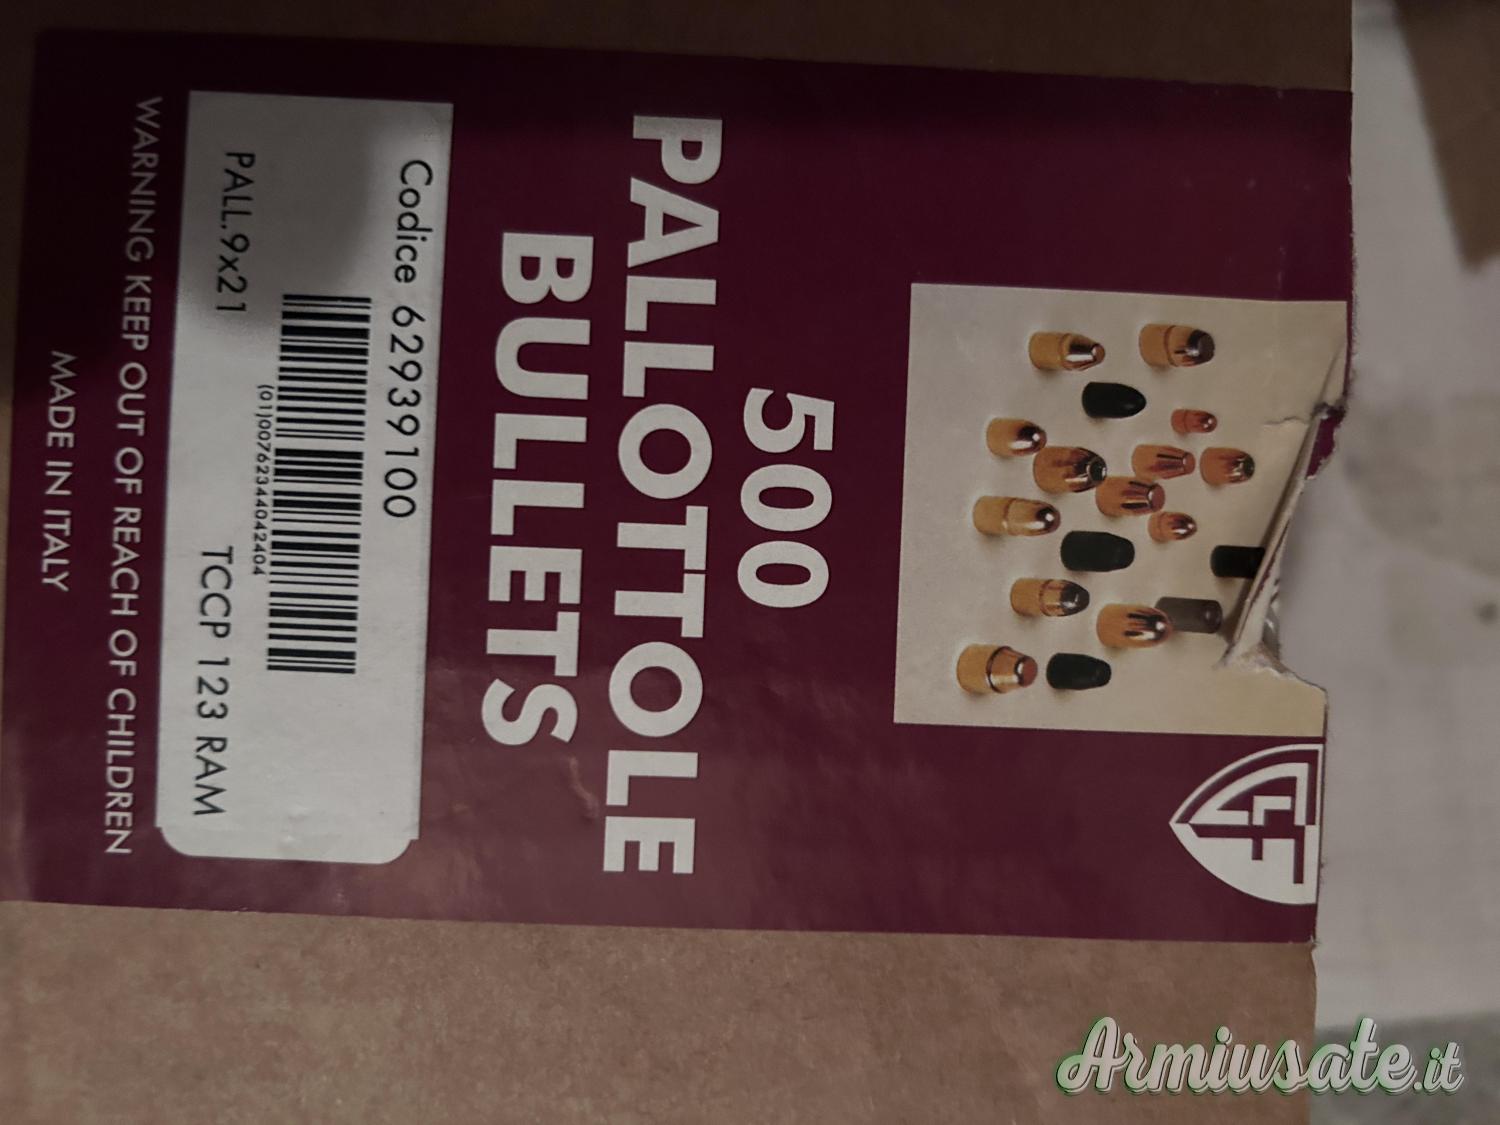 GFL
500
PALLOTTOLE
BULLETS
Codice 62939100
(01)00762344042404
PALL.9x21 TCCP 123 RAM
WARNING KEEP OUT OF REACH OF CHILDREN
MADE IN ITALY
Armiusate.it